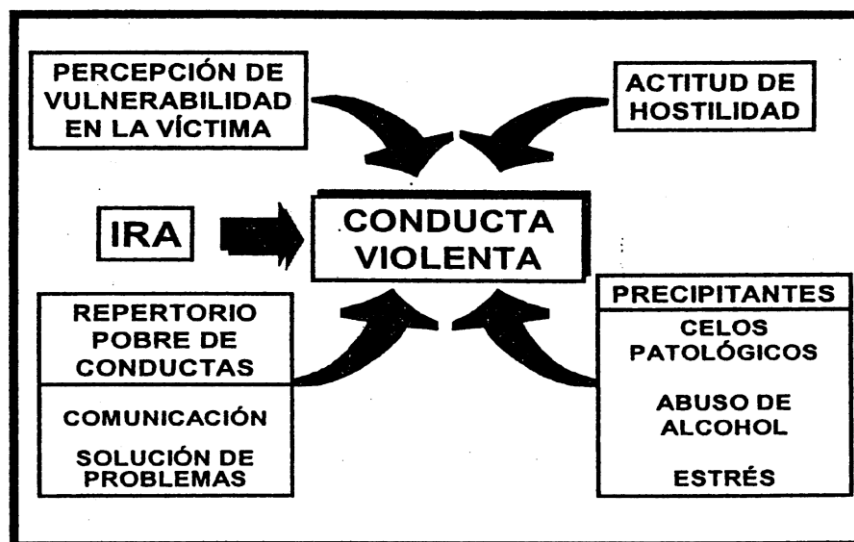 PERCEPCIÓN DE
VULNERABILIDAD
EN LA VÍCTIMA
ACTITUD DE
HOSTILIDAD
IRA
CONDUCTA
VIOLENTA
REPERTORIO
POBRE DE
CONDUCTAS
COMUNICACIÓN
SOLUCIÓN DE
PROBLEMAS
PRECIPITANTES
CELOS
PATOLÓGICOS
ABUSO DE
ALCOHOL
ESTRÉS